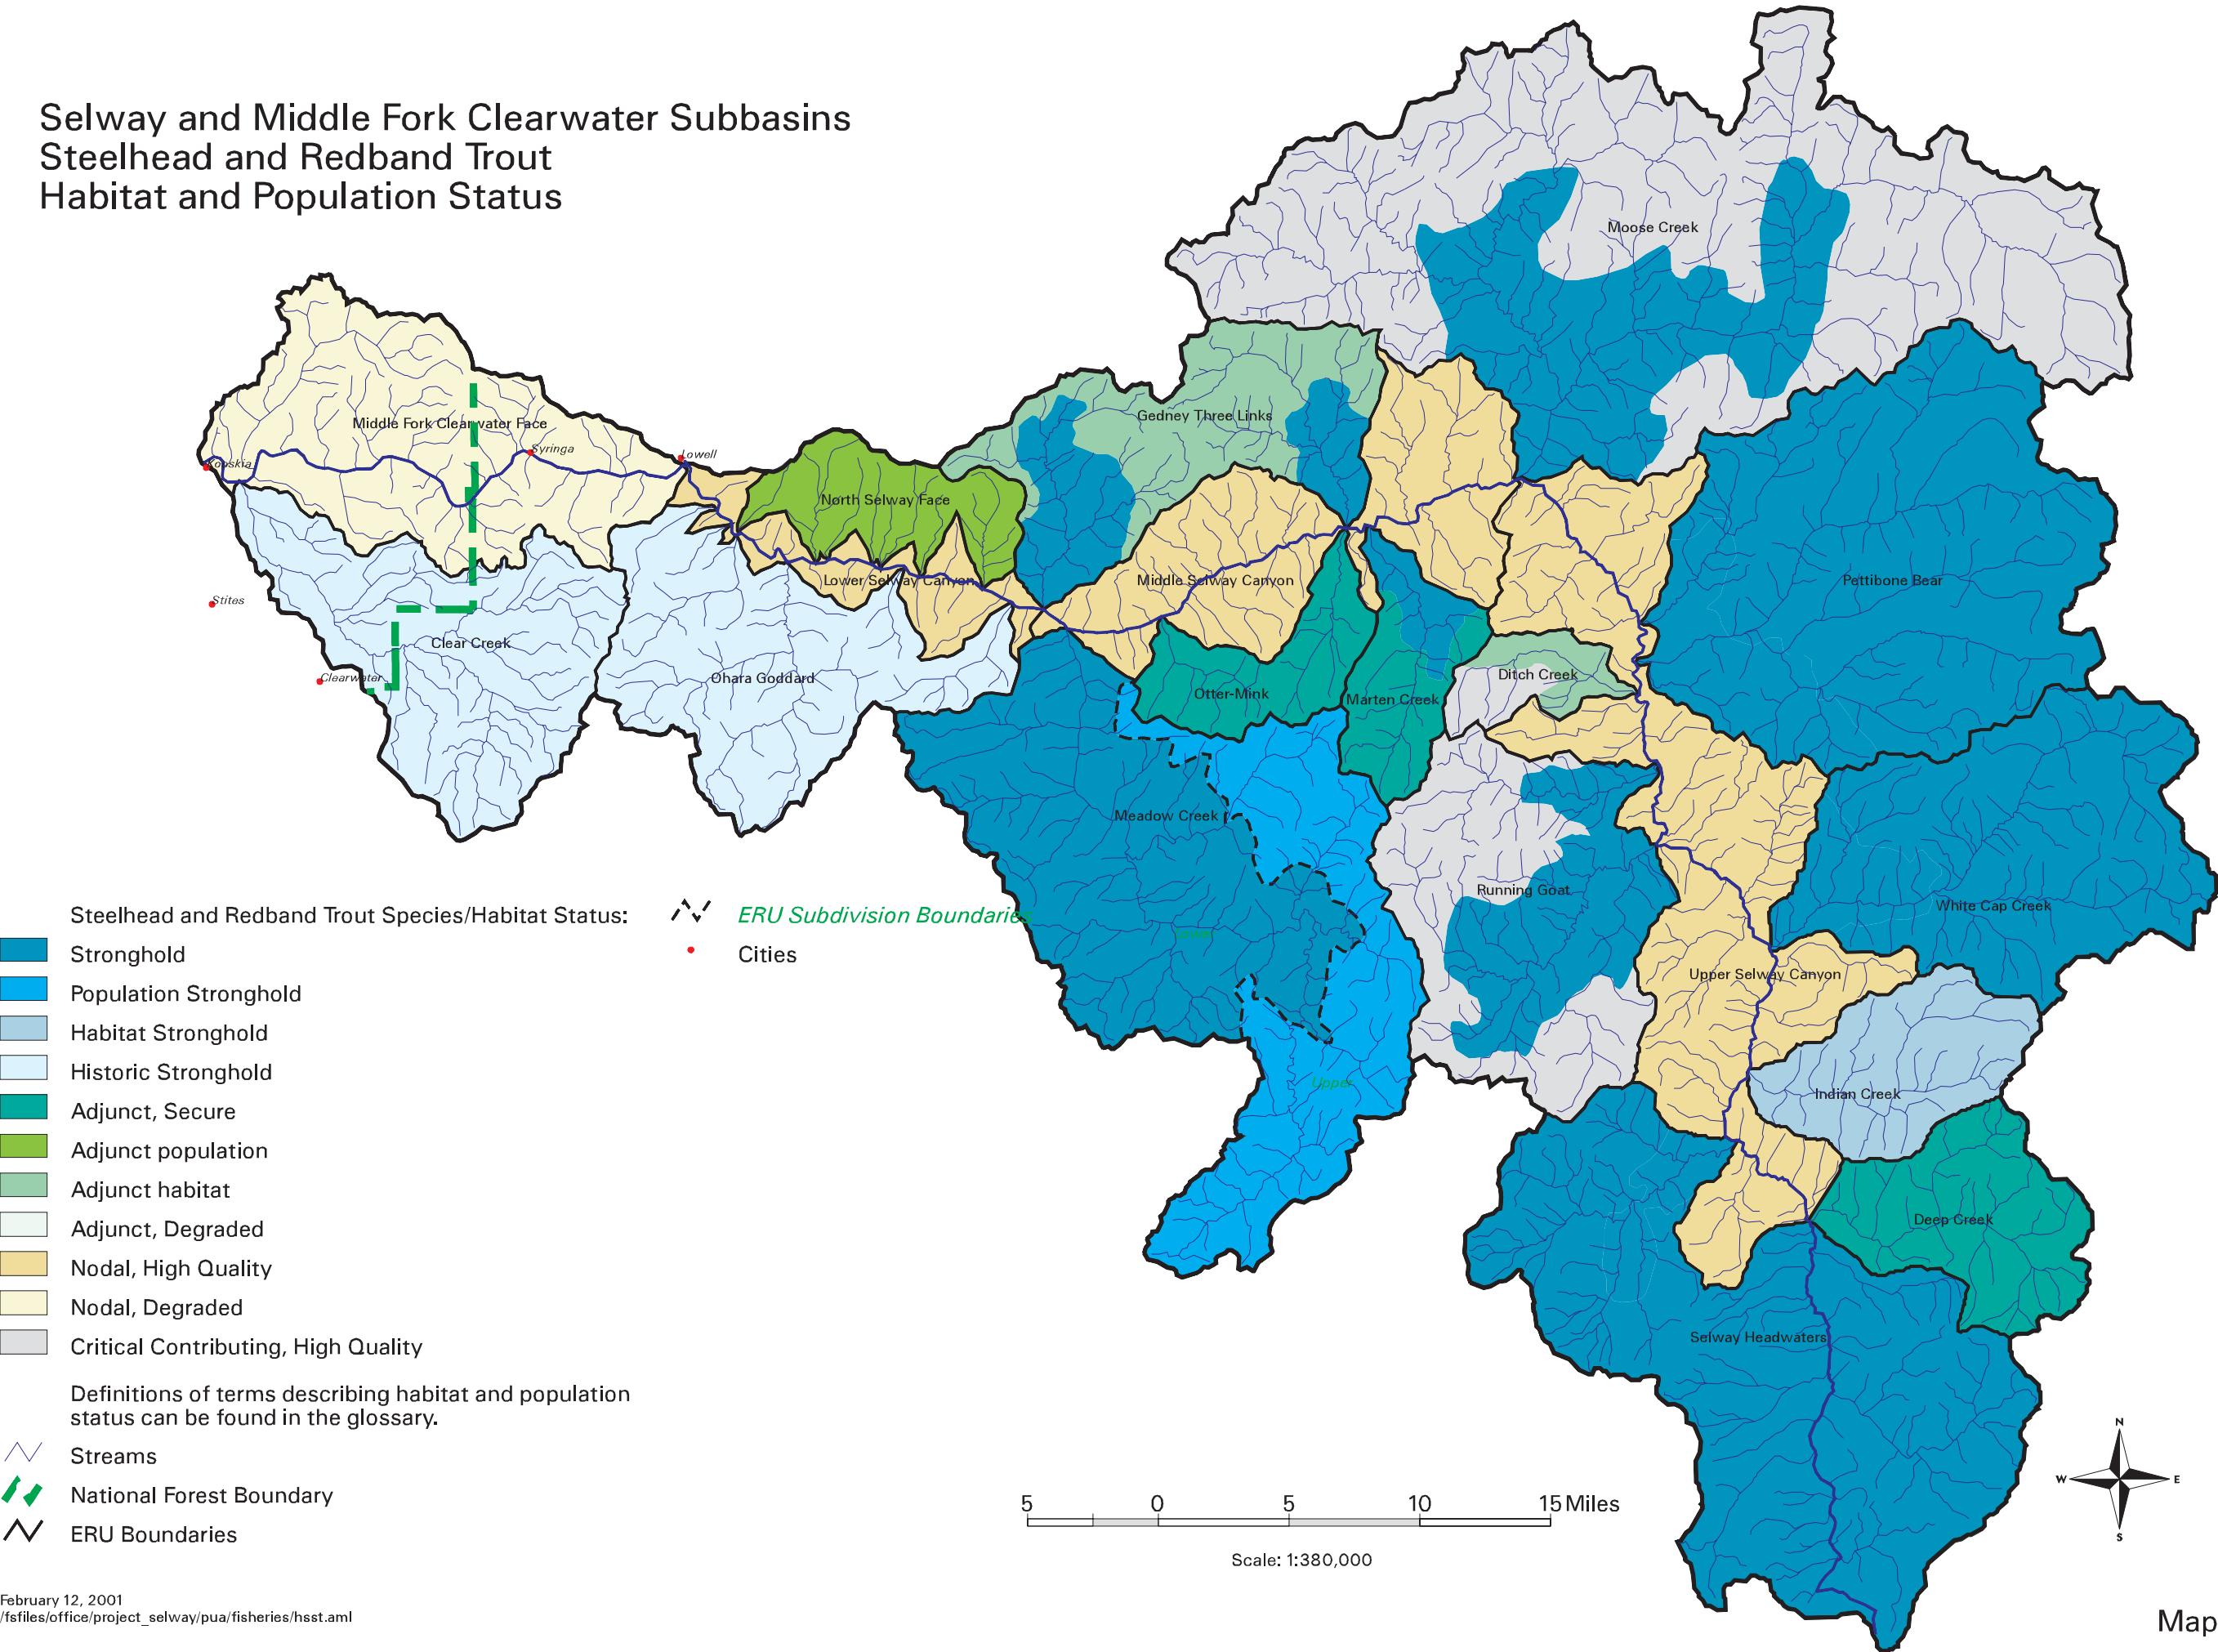 Selway and Middle Fork Clearwater Subbasins
Steelhead and Redband Trout
Habitat and Population Status
Moose Creek
Gedney Three Links
Middle Fork Clearwater Face
Syringa
Lowell
Kooskia
North Selway Face
Lower Selway Canyon
Middle Selway Canyon
Pettibone Bear
Stites
Clear Creek
Clearwater
Ohara Goddard
Otter-Mink
Marten Creek
Ditch Creek
Meadow Creek
Running Goat
White Cap Creek
Lower
Upper Selway Canyon
Upper
Indian Creek
Deep Creek
Selway Headwaters
Steelhead and Redband Trout Species/Habitat Status:
Stronghold
Population Stronghold
Habitat Stronghold
Historic Stronghold
Adjunct, Secure
Adjunct population
Adjunct habitat
Adjunct, Degraded
Nodal, High Quality
Nodal, Degraded
Critical Contributing, High Quality
Definitions of terms describing habitat and population
status can be found in the glossary.
Streams
National Forest Boundary
ERU Boundaries
ERU Subdivision Boundaries
Cities
5 0 5 10 15 Miles
Scale: 1:380,000
N
W E
S
February 12, 2001
/fsfiles/office/project_selway/pua/fisheries/hsst.aml
Map